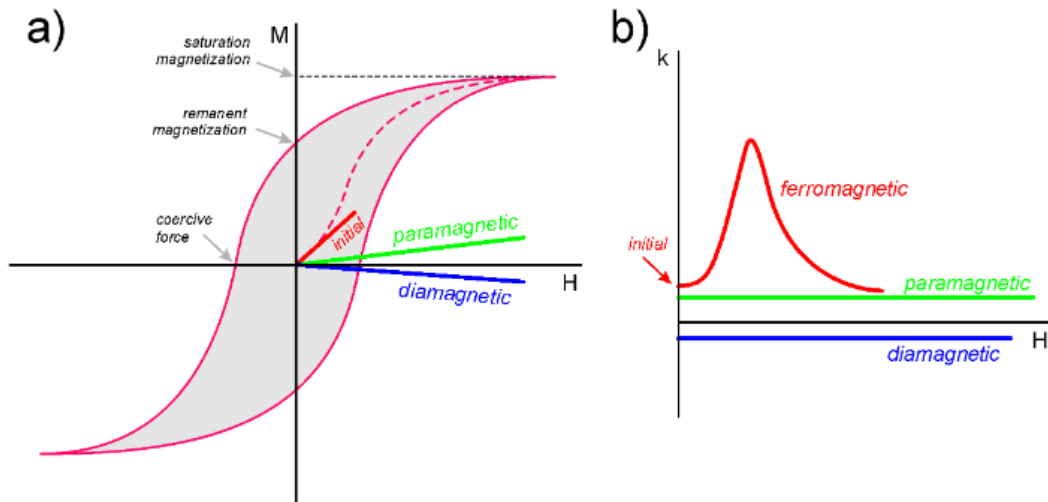 a)
M
saturation
magnetization
remanent
magnetization
coercive
force
initial
paramagnetic
H
diamagnetic
b)
k
ferromagnetic
initial
paramagnetic
H
diamagnetic